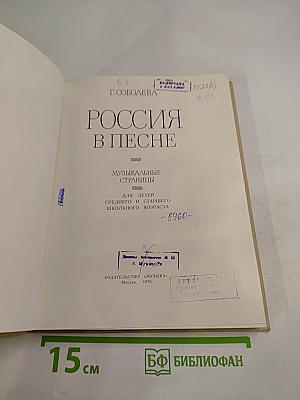 Г. СОБОЛЕВА
РОССИЯ
В ПЕСНЕ
МУЗЫКАЛЬНЫЕ
СТРАНИЦЫ
ДЛЯ ДЕТЕЙ
СРЕДНЕГО И СТАРШЕГО
ШКОЛЬНОГО ВОЗРАСТА
-5960-
ИЗДАТЕЛЬСТВО «МУЗЫКА»
Москва, 1976
15 см
БФ БИБЛИОФАН